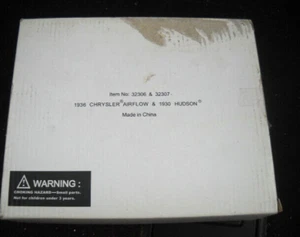 Item No: 32306 & 32307
1936 CHRYSLER® AIRFLOW & 1930 HUDSON®
Made in China
WARNING:
CHOKING HAZARD—Small parts.
Not for children under 3 years.